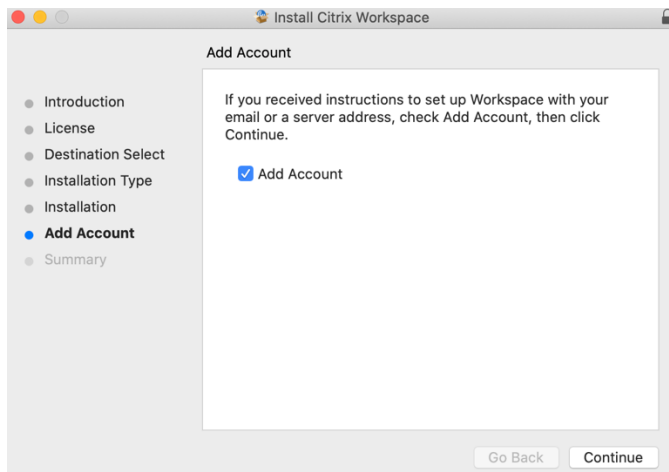 Install Citrix Workspace
Add Account
Introduction
License
Destination Select
Installation Type
Installation
Add Account
Summary
If you received instructions to set up Workspace with your
email or a server address, check Add Account, then click
Continue.
Add Account
Go Back
Continue